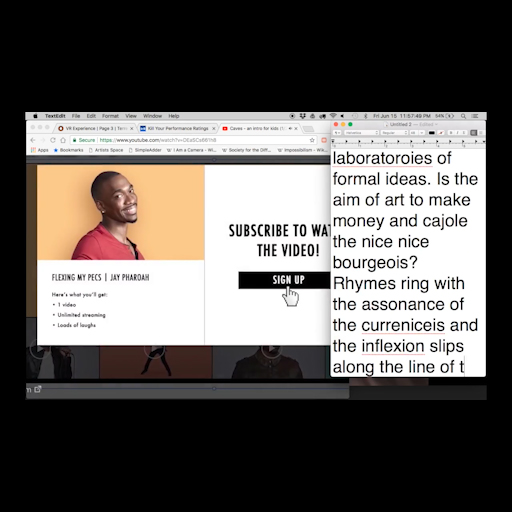 TextEdit File Edit Format View Window Help
Fri Jun 15 11:57:48 PM 94%
VR Experience | Page 3 | Terra
Kill Your Performance Ratings
Caves - an intro for kids
Secure https://www.youtube.com/watch?v=
Apps Bookmarks Artists Space SimpleAdder I Am a Wittgen Society for the Diff Impossibilism - Wi
Untitled 2
SUBSCRIBE TO WAT
THE VIDEO!
SIGN UP
FLEXING MY PECS | JAY PHAROAH
Here's what you'll get:
• 1 video
• Unlimited streaming
• Loads of laughs
laboratoroies of
formal ideas. Is the
aim of art to make
money and cajole
the nice nice
bourgeois?
Rhymes ring with
the assonance of
the curreniceis and
the inflexion slips
along the line of t